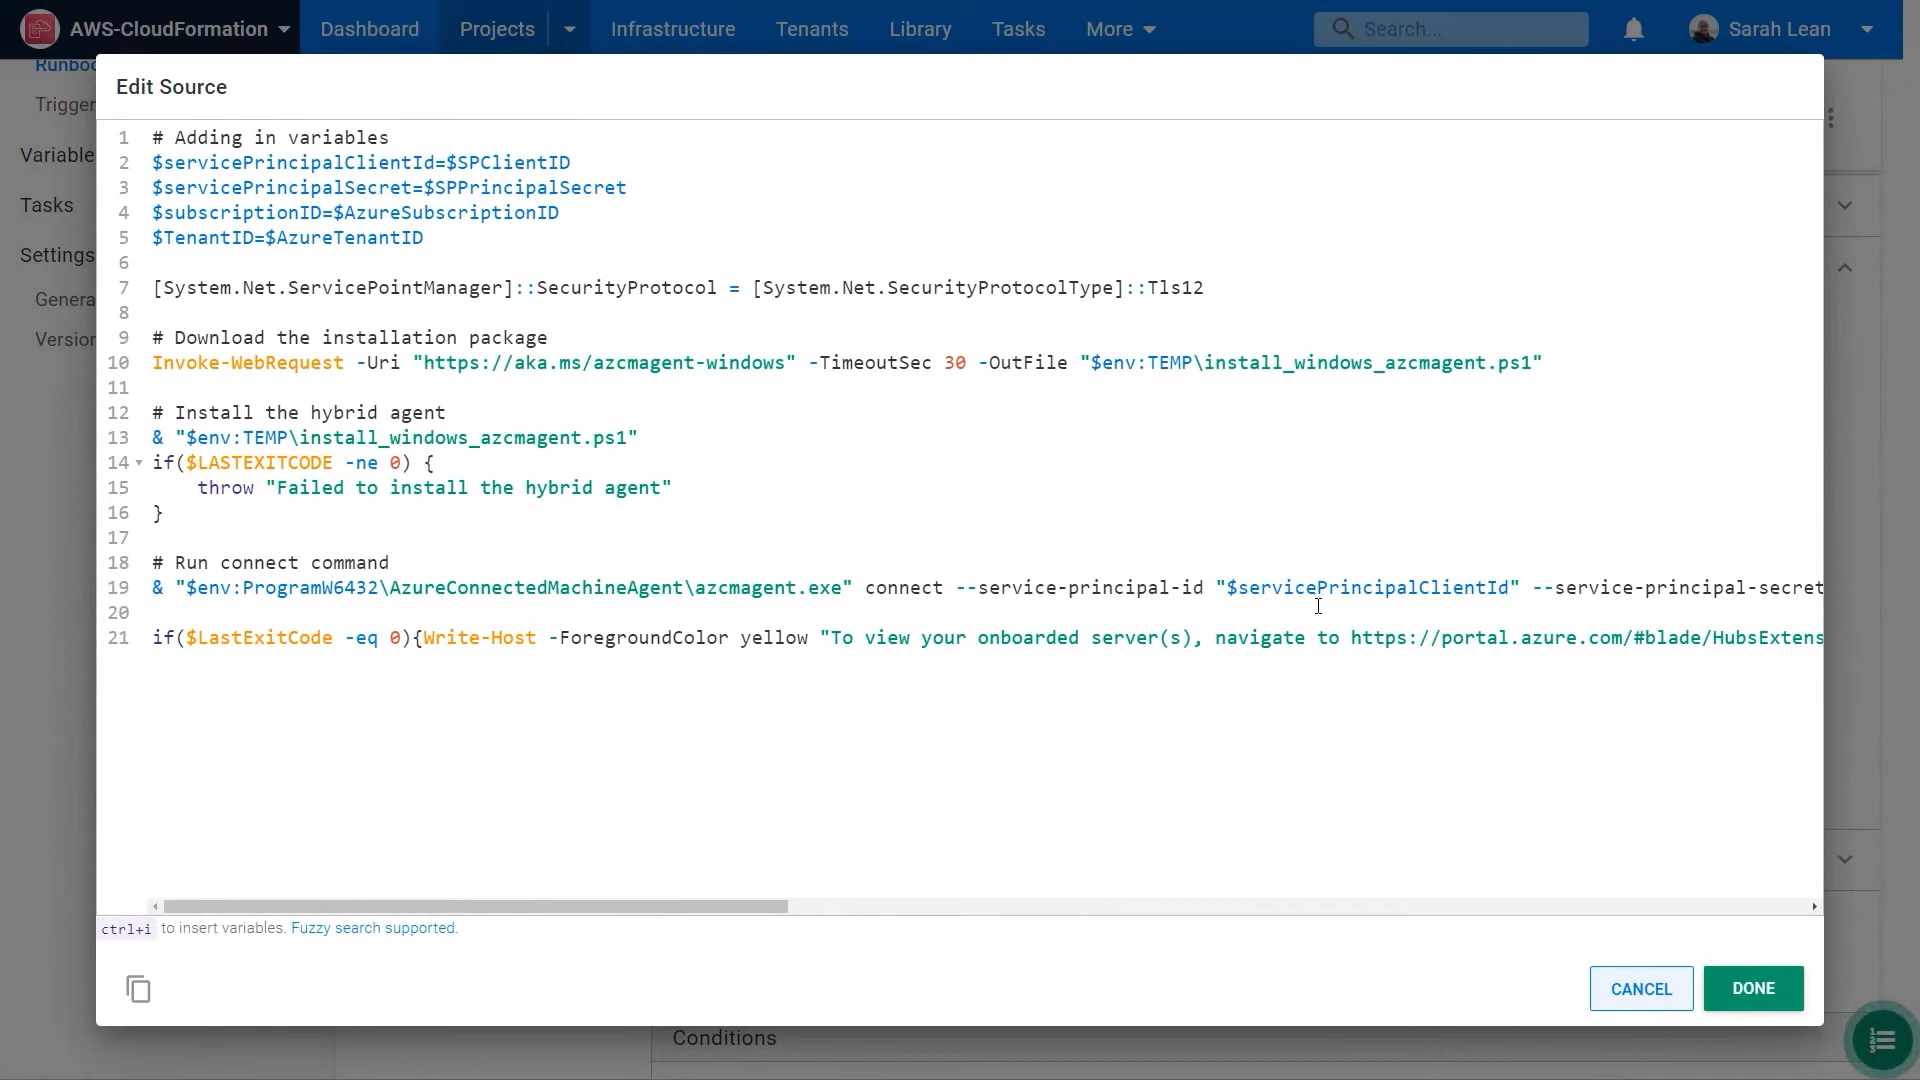 AWS-CloudFormation Dashboard Projects Infrastructure Tenants Library Tasks More Search... Sarah Lean
Runboo
Trigger
Variable
Tasks
Settings
Genera
Version
Edit Source
1 # Adding in variables
2 $servicePrincipalClientId=$SPClientID
3 $servicePrincipalSecret=$SPPrincipalSecret
4 $subscriptionID=$AzureSubscriptionID
5 $TenantID=$AzureTenantID
6
7 [System.Net.ServicePointManager]::SecurityProtocol = [System.Net.SecurityProtocolType]::Tls12
8
9 # Download the installation package
10 Invoke-WebRequest -Uri "https://aka.ms/azcmagent-windows" -TimeoutSec 30 -OutFile "$env:TEMP\install_windows_azcmagent.ps1"
11
12 # Install the hybrid agent
13 & "$env:TEMP\install_windows_azcmagent.ps1"
14 if($LASTEXITCODE -ne 0) {
15 throw "Failed to install the hybrid agent"
16 }
17
18 # Run connect command
19 & "$env:ProgramW6432\AzureConnectedMachineAgent\azcmagent.exe" connect --service-principal-id "$servicePrincipalClientId" --service-principal-secret
20
21 if($LastExitCode -eq 0){Write-Host -ForegroundColor yellow "To view your onboarded server(s), navigate to https://portal.azure.com/#blade/HubsExtens
ctrl+i to insert variables. Fuzzy search supported.
CANCEL DONE
Conditions